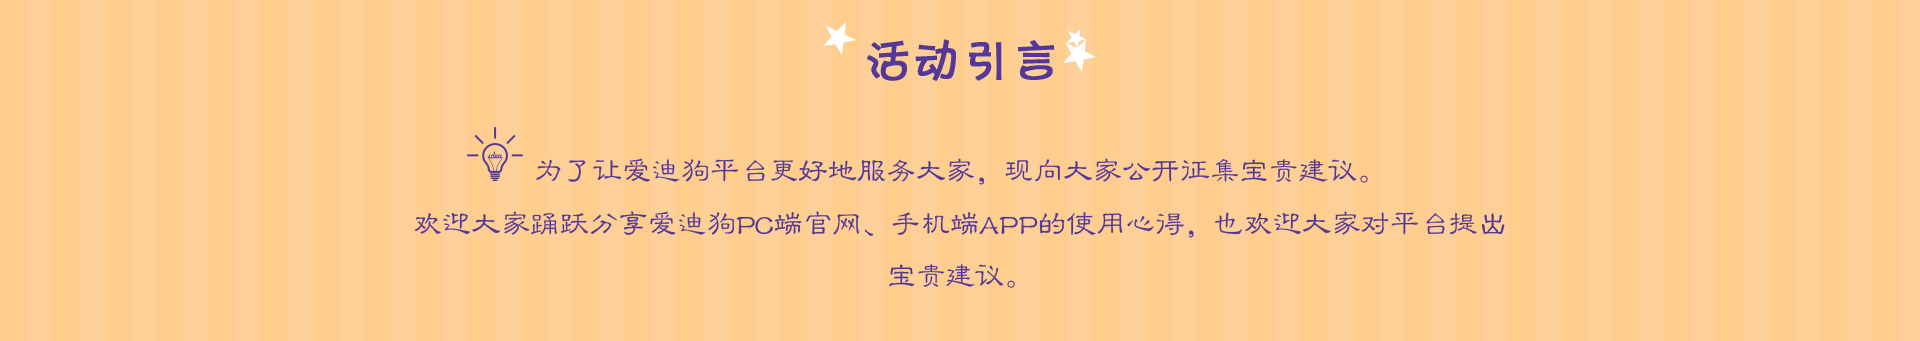 活动引言
idea
为了让爱迪狗平台更好地服务大家，现向大家公开征集宝贵建议。
欢迎大家踊跃分享爱迪狗PC端官网、手机端APP的使用心得，也欢迎大家对平台提出
宝贵建议。